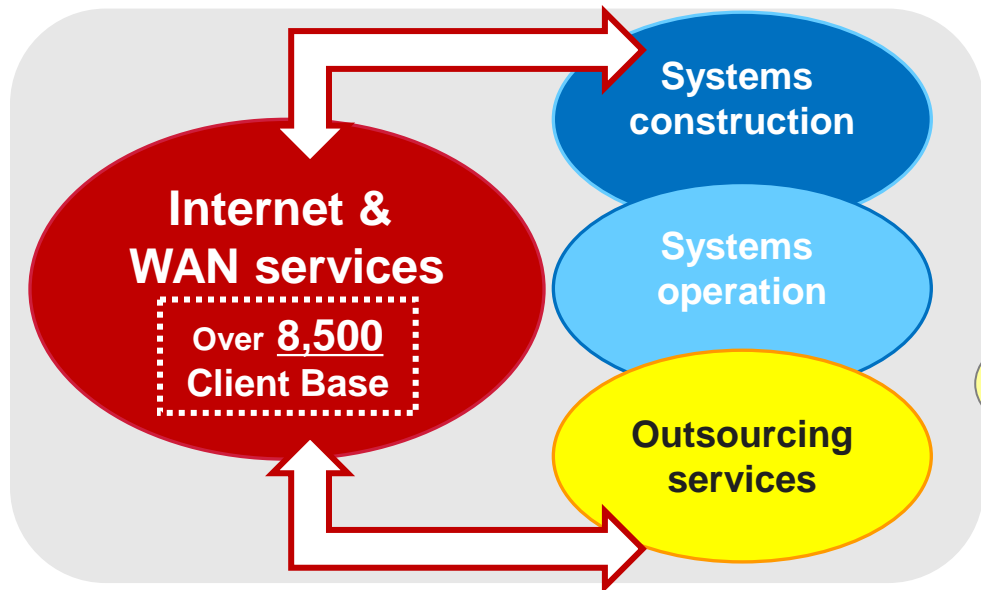 Internet &
WAN services
Over 8,500
Client Base
Systems
construction
Systems
operation
Outsourcing
services